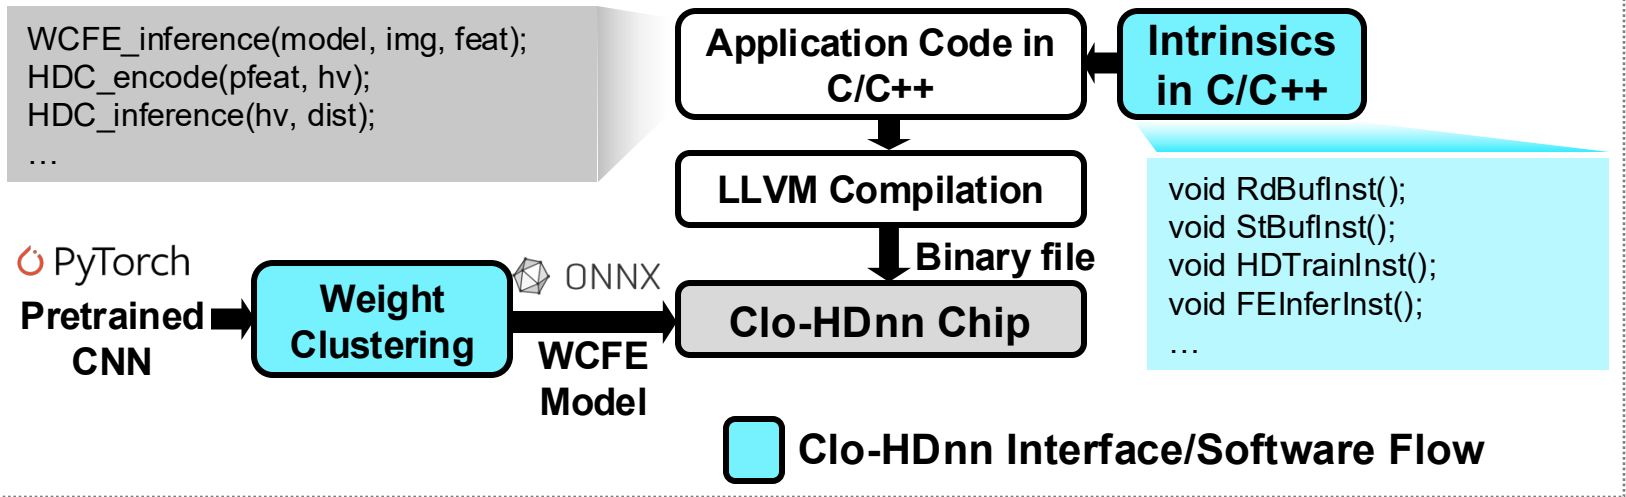 WCFE_inference(model, img, feat);
HDC_encode(pfeat, hv);
HDC_inference(hv, dist);
…
Application Code in
C/C++
Intrinsics
in C/C++
LLVM Compilation
void RdBufInst();
void StBufInst();
void HDTrainInst();
void FEInferInst();
…
Binary file
PyTorch
Pretrained
CNN
Weight
Clustering
ONNX
WCFE
Model
Clo-HDnn Chip
Clo-HDnn Interface/Software Flow